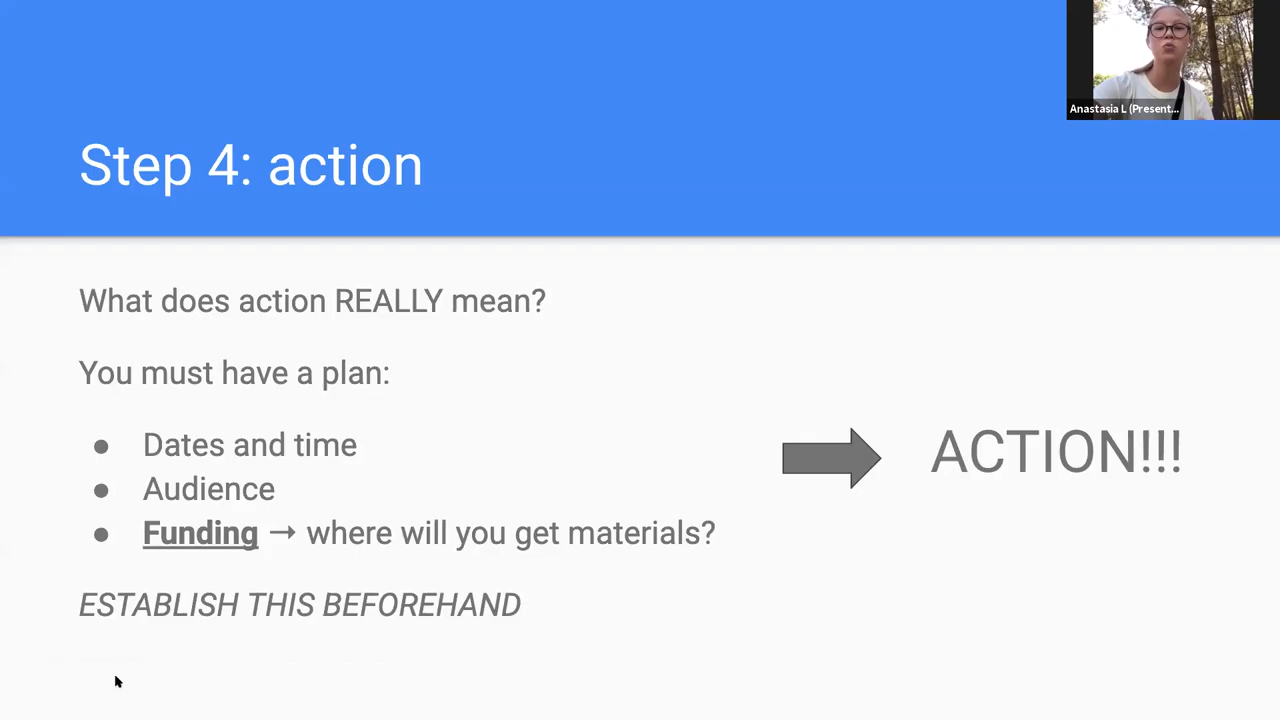 Anastasia L (Present...
Step 4: action
What does action REALLY mean?
You must have a plan:
● Dates and time
● Audience
● Funding → where will you get materials?
ACTION!!!
ESTABLISH THIS BEFOREHAND